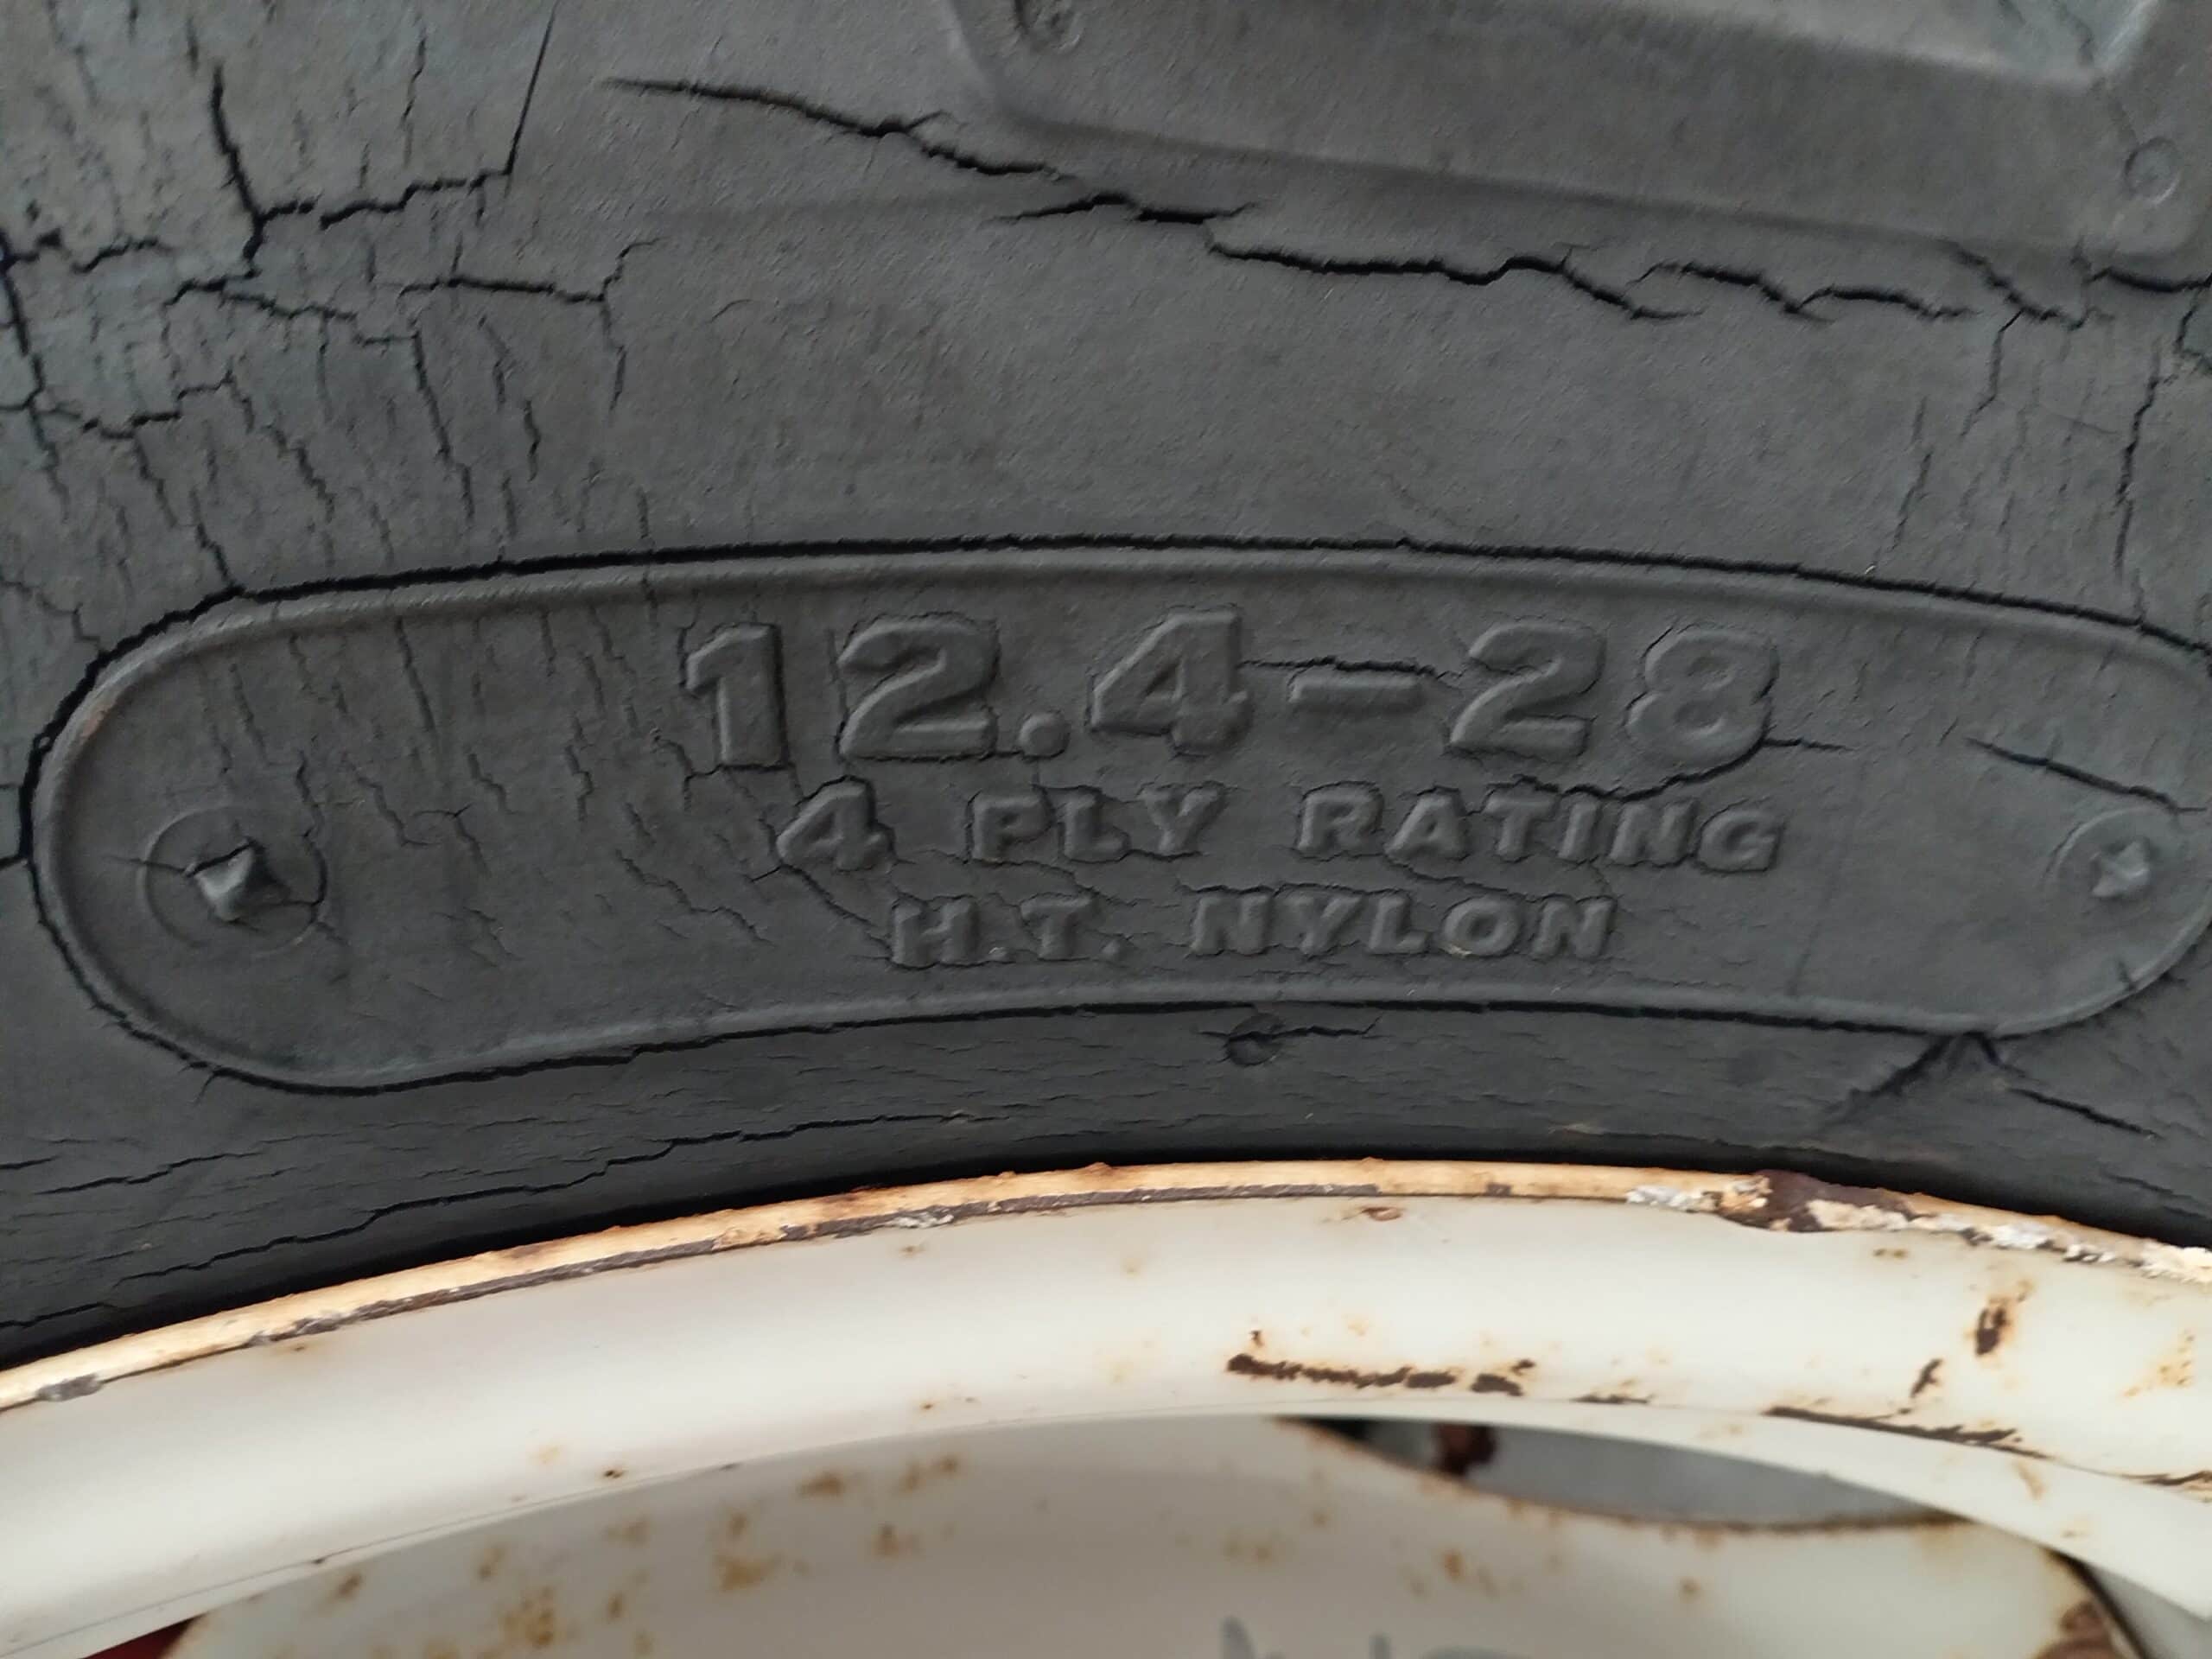 12.4-28
4 PLY RATING
H.T. NYLON